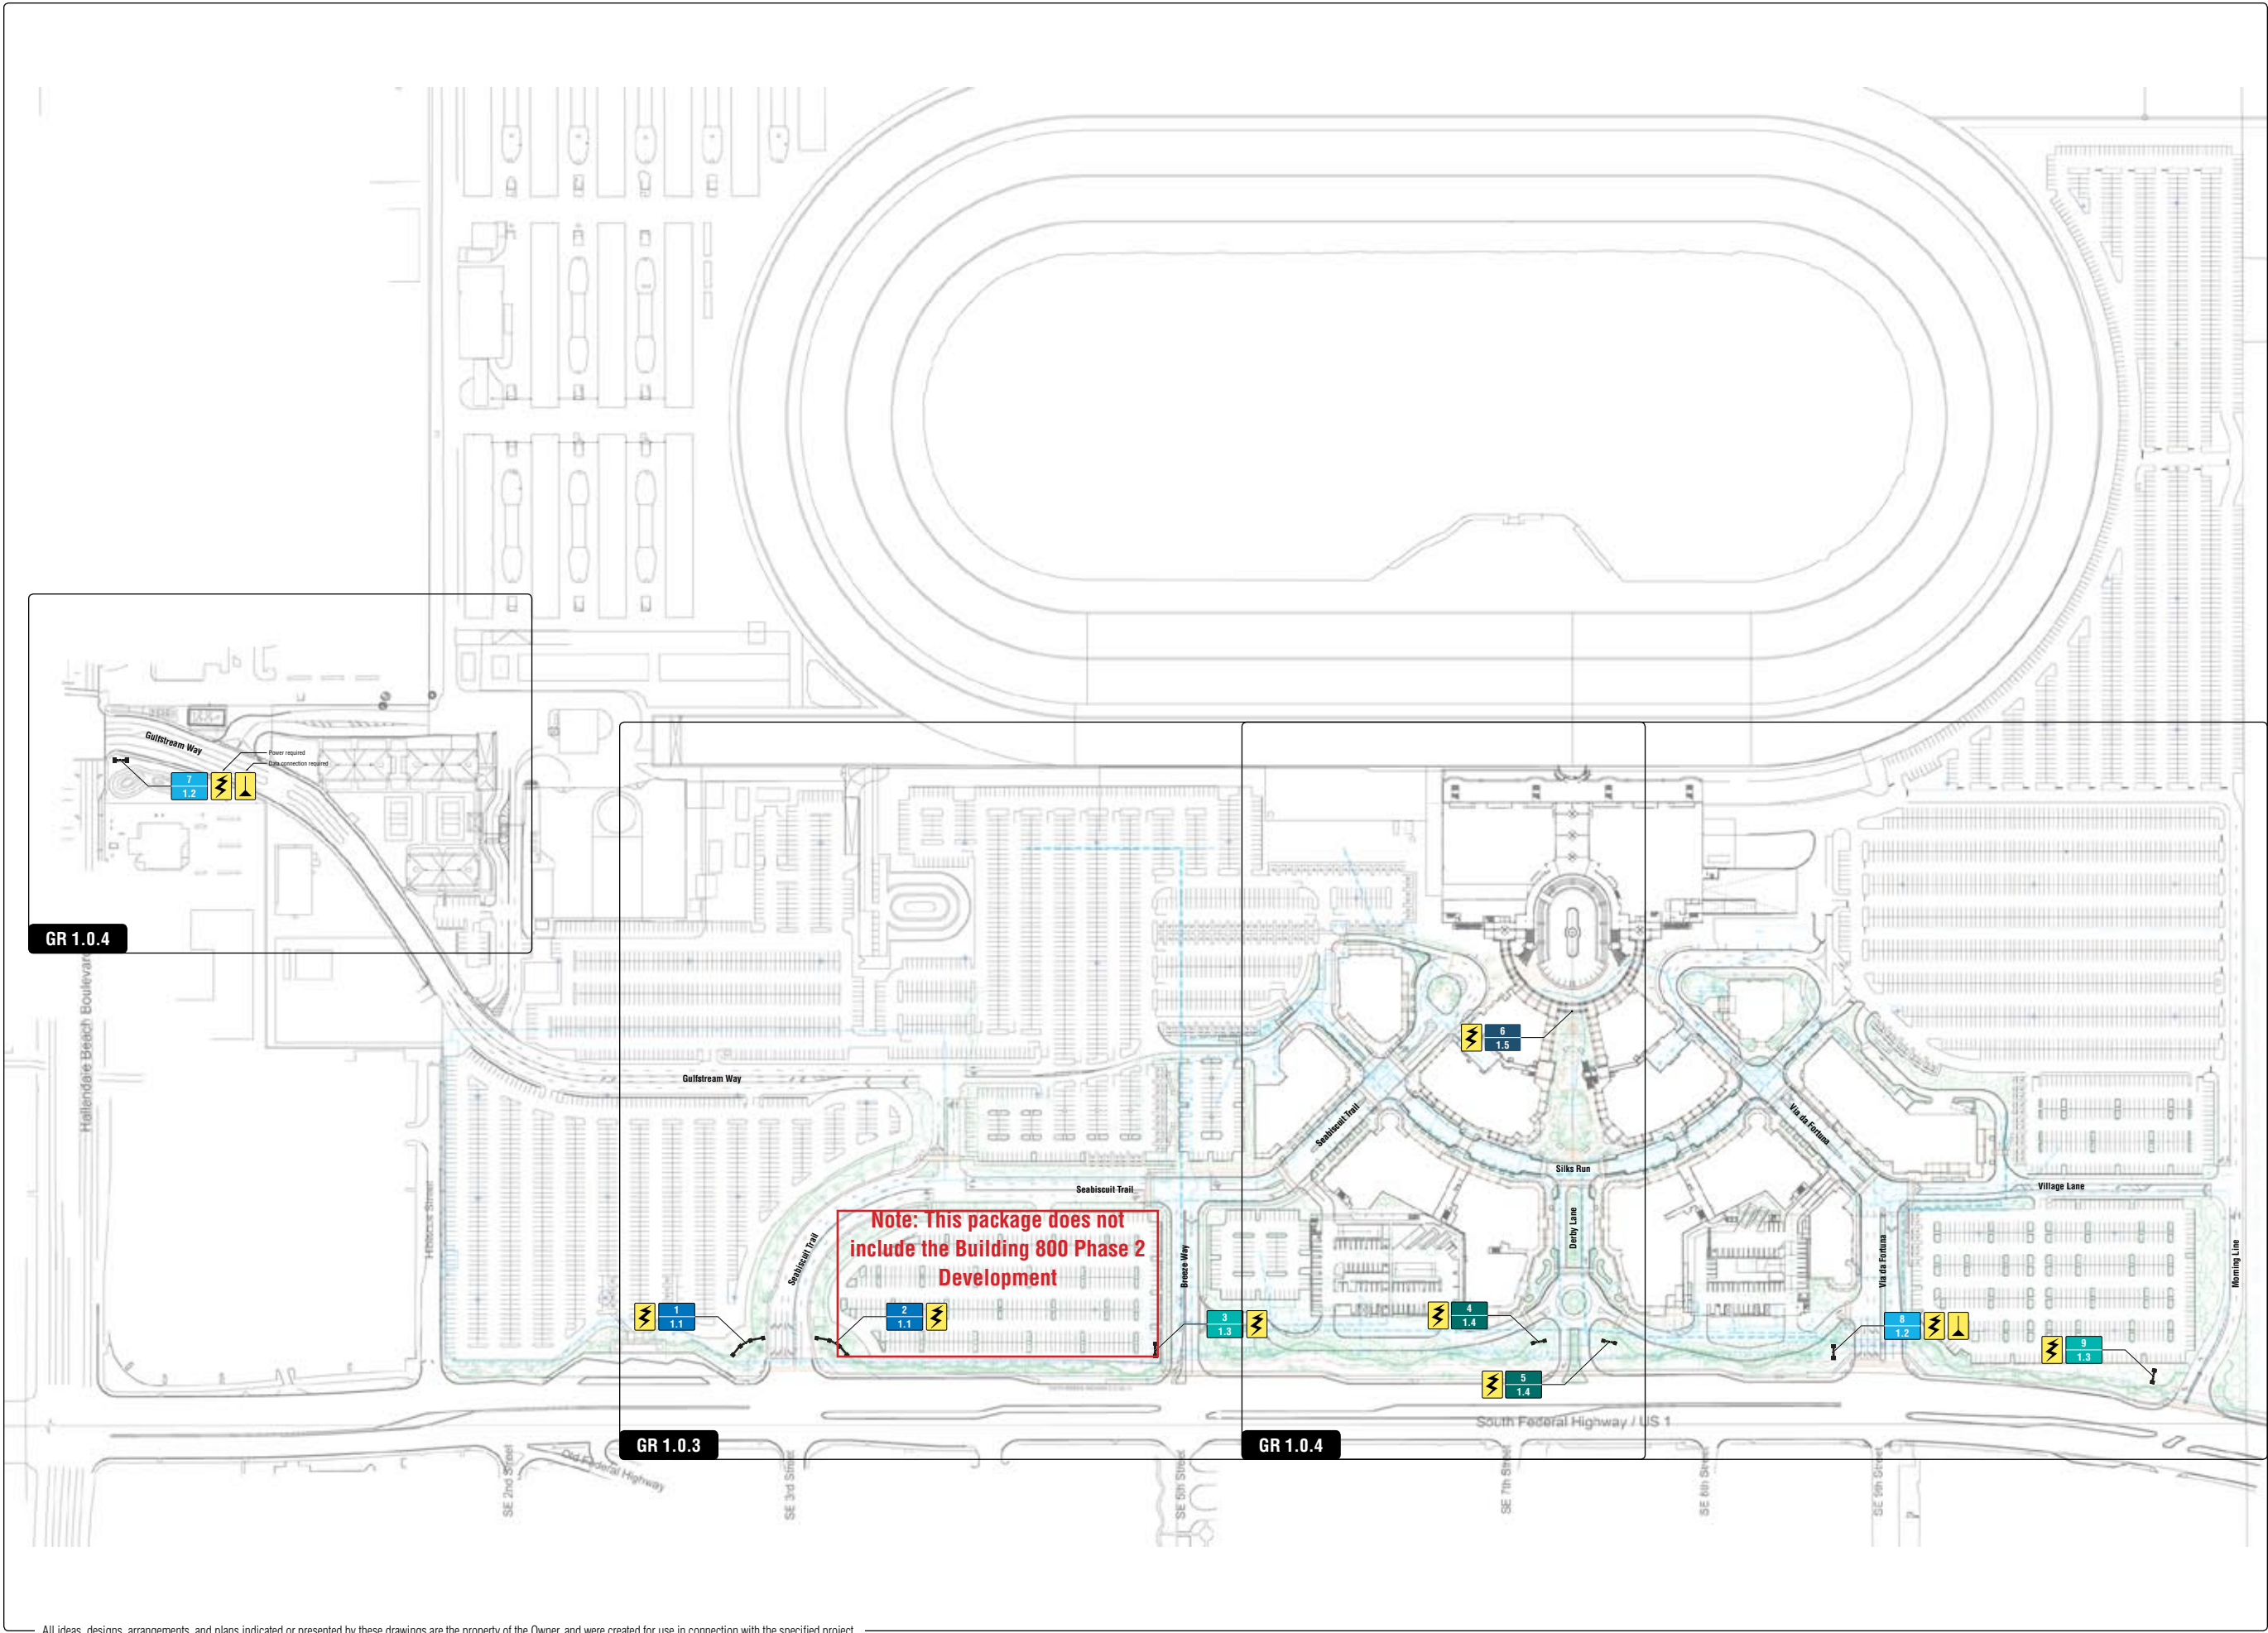 Gulfstream Way
Power required
Data connection required
7
1.2
GR 1.0.4
Hallandale Beach Boulevard
Hibiscus Street
Gulfstream Way
6
1.5
Seabiscuit Trail
Via da Fortuna
Silks Run
Seabiscuit Trail
Village Lane
Note: This package does not
include the Building 800 Phase 2
Development
Seabiscuit Trail
Breeze Way
Derby Lane
Via da Fortuna
Morning Line
1
1.1
2
1.1
3
1.3
4
1.4
8
1.2
9
1.3
5
1.4
South Federal Highway / US 1
GR 1.0.3
GR 1.0.4
SE 2nd Street
Old Federal Highway
SE 3rd Street
SE 5th Street
SE 7th Street
SE 8th Street
SE 9th Street
All ideas, designs, arrangements, and plans indicated or presented by these drawings are the property of the Owner, and were created for use in connection with the specified project.